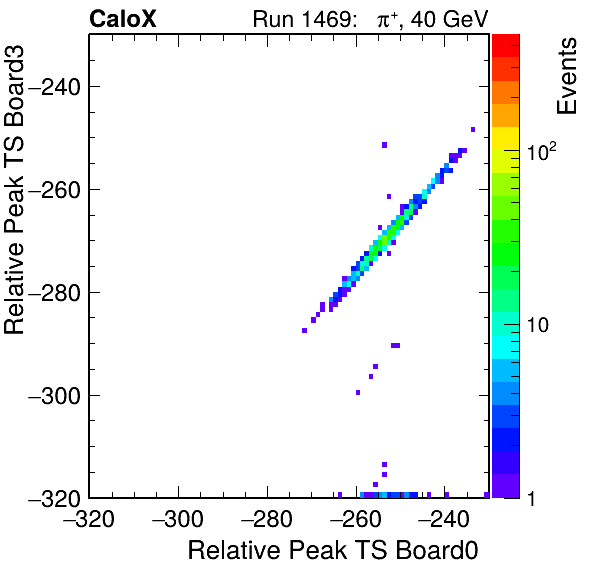 CaloX Run 1469: π⁺, 40 GeV
Relative Peak TS Board3
Events
−240
−260
−280
−300
−320
10²
10
1
−320 −300 −280 −260 −240
Relative Peak TS Board0